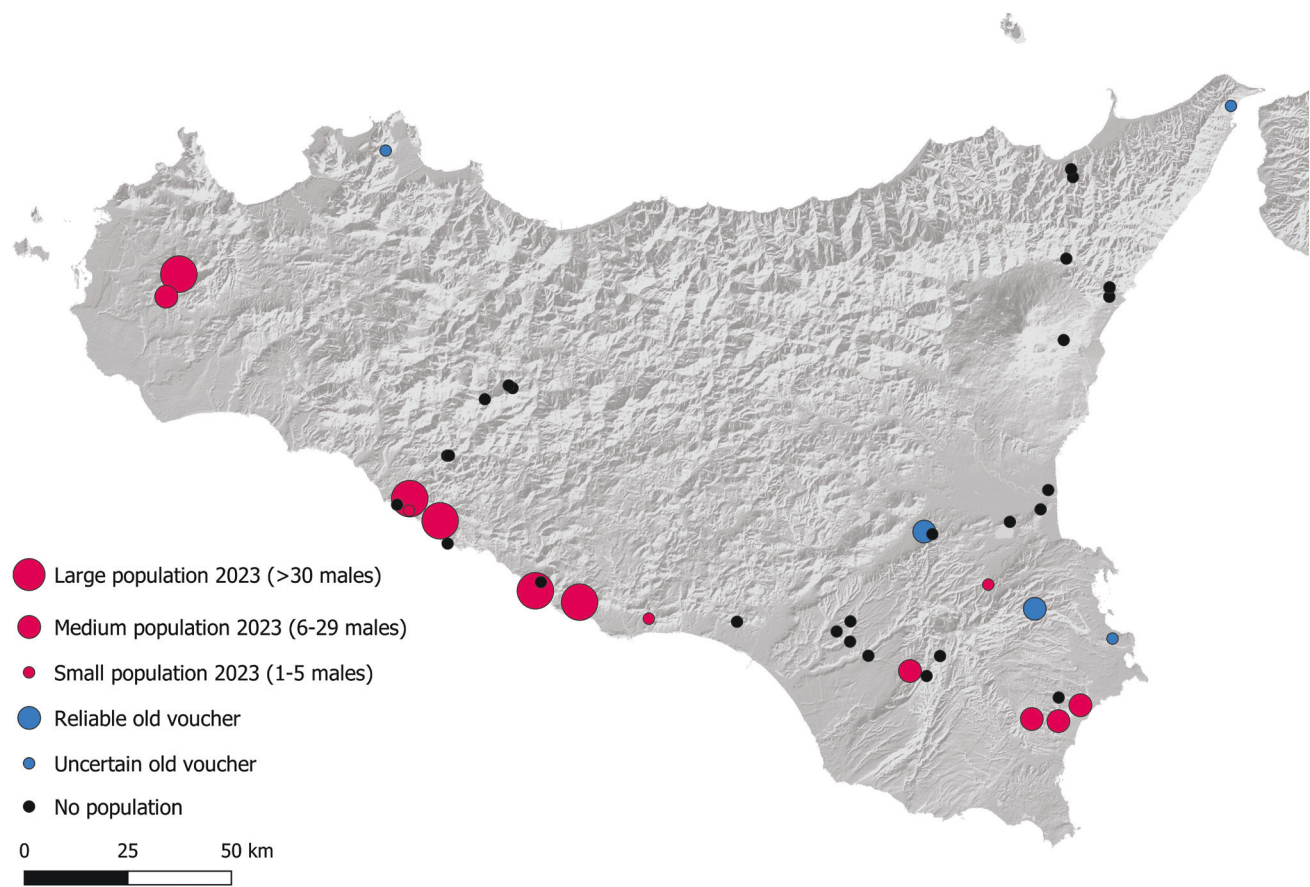 Large population 2023 (>30 males)
Medium population 2023 (6-29 males)
Small population 2023 (1-5 males)
Reliable old voucher
Uncertain old voucher
No population
0 25 50 km